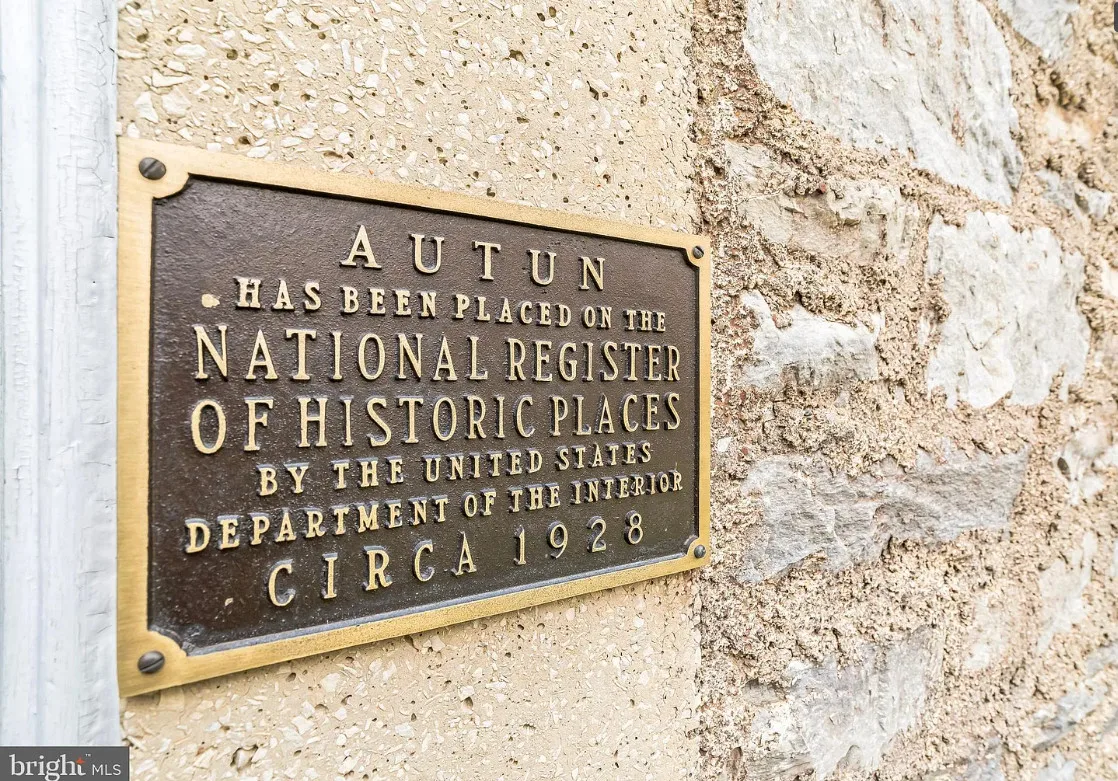 AUTUN
HAS BEEN PLACED ON THE
NATIONAL REGISTER
OF HISTORIC PLACES
BY THE UNITED STATES
DEPARTMENT OF THE INTERIOR
CIRCA 1928
bright™ MLS